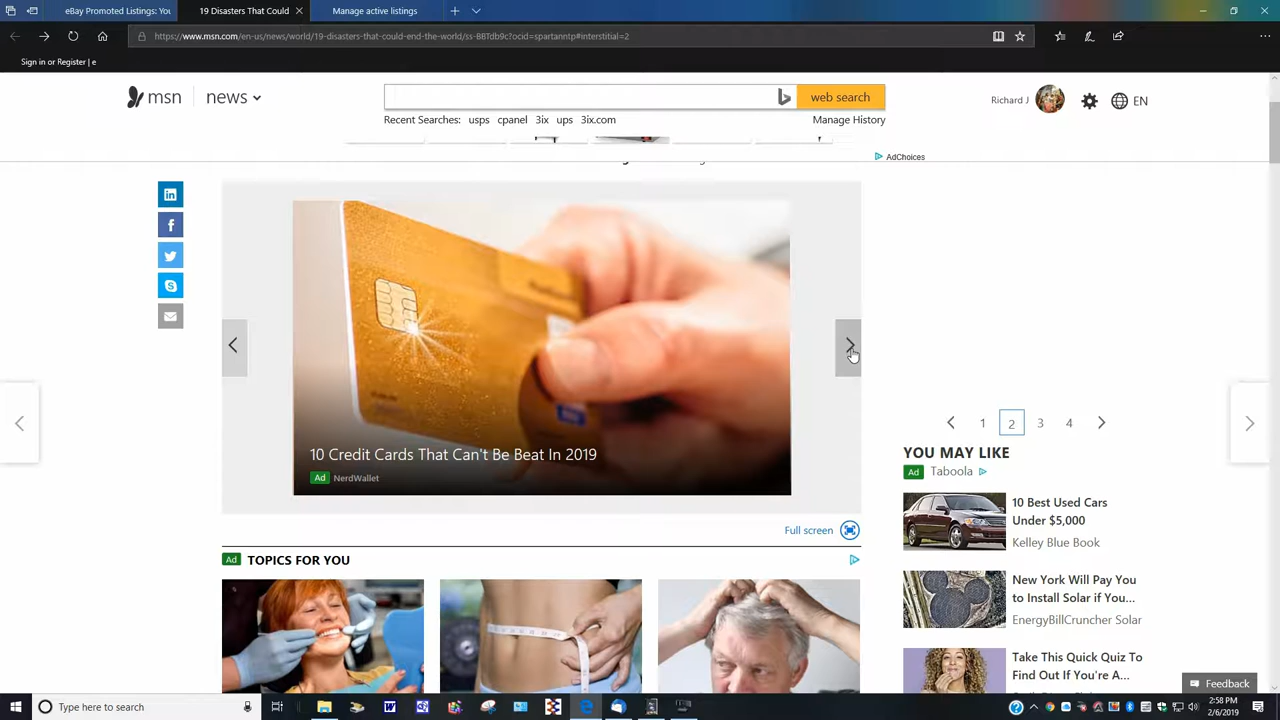 eBay Promoted Listings: Yo
19 Disasters That Could
Manage active listings
https://www.msn.com/en-us/news/world/19-disasters-that-could-end-the-world/ss-BBTdb9c?ocid=spartanntp#interstitial=2
Sign in or Register | e
msn
news
web search
Richard J
EN
Recent Searches: usps cpanel 3ix ups 3ix.com
Manage History
AdChoices
10 Credit Cards That Can't Be Beat In 2019
Ad NerdWallet
1 2 3 4
YOU MAY LIKE
Ad Taboola
10 Best Used Cars
Under $5,000
Kelley Blue Book
Full screen
Ad TOPICS FOR YOU
New York Will Pay You
to Install Solar if You...
EnergyBillCruncher Solar
Take This Quick Quiz To
Find Out If You're A...
Feedback
Type here to search
2:58 PM
2/6/2019